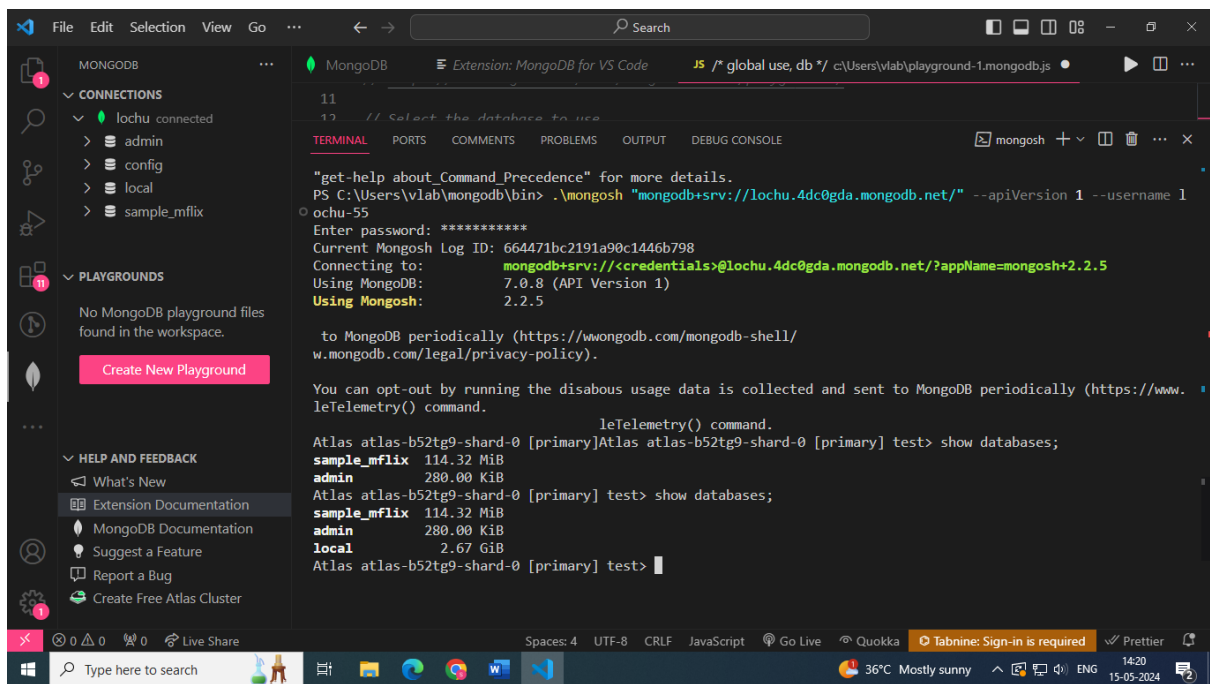 File Edit Selection View Go ··· Search
MONGODB ···
CONNECTIONS
lochu connected
admin
config
local
sample_mflix
PLAYGROUNDS
No MongoDB playground files
found in the workspace.
Create New Playground
HELP AND FEEDBACK
What's New
Extension Documentation
MongoDB Documentation
Suggest a Feature
Report a Bug
Create Free Atlas Cluster
1
11
1
MongoDB Extension: MongoDB for VS Code JS /* global use, db */ c:\Users\vlab\playground-1.mongodb.js
11
12 // Select the database to use
TERMINAL PORTS COMMENTS PROBLEMS OUTPUT DEBUG CONSOLE mongosh
"get-help about_Command_Precedence" for more details.
PS C:\Users\vlab\mongodb\bin> .\mongosh "mongodb+srv://lochu.4dc0gda.mongodb.net/" --apiVersion 1 --username l
ochu-55
Enter password: ***********
Current Mongosh Log ID: 664471bc2191a90c1446b798
Connecting to: mongodb+srv://<credentials>@lochu.4dc0gda.mongodb.net/?appName=mongosh+2.2.5
Using MongoDB: 7.0.8 (API Version 1)
Using Mongosh: 2.2.5
to MongoDB periodically (https://wwongodb.com/mongodb-shell/
w.mongodb.com/legal/privacy-policy).
You can opt-out by running the disabous usage data is collected and sent to MongoDB periodically (https://www.
leTelemetry() command.
leTelemetry() command.
Atlas atlas-b52tg9-shard-0 [primary]Atlas atlas-b52tg9-shard-0 [primary] test> show databases;
sample_mflix 114.32 MiB
admin 280.00 KiB
Atlas atlas-b52tg9-shard-0 [primary] test> show databases;
sample_mflix 114.32 MiB
admin 280.00 KiB
local 2.67 GiB
Atlas atlas-b52tg9-shard-0 [primary] test>
0 0 0 Live Share Spaces: 4 UTF-8 CRLF JavaScript Go Live Quokka Tabnine: Sign-in is required Prettier
Type here to search 36°C Mostly sunny ENG 14:20
15-05-2024 2